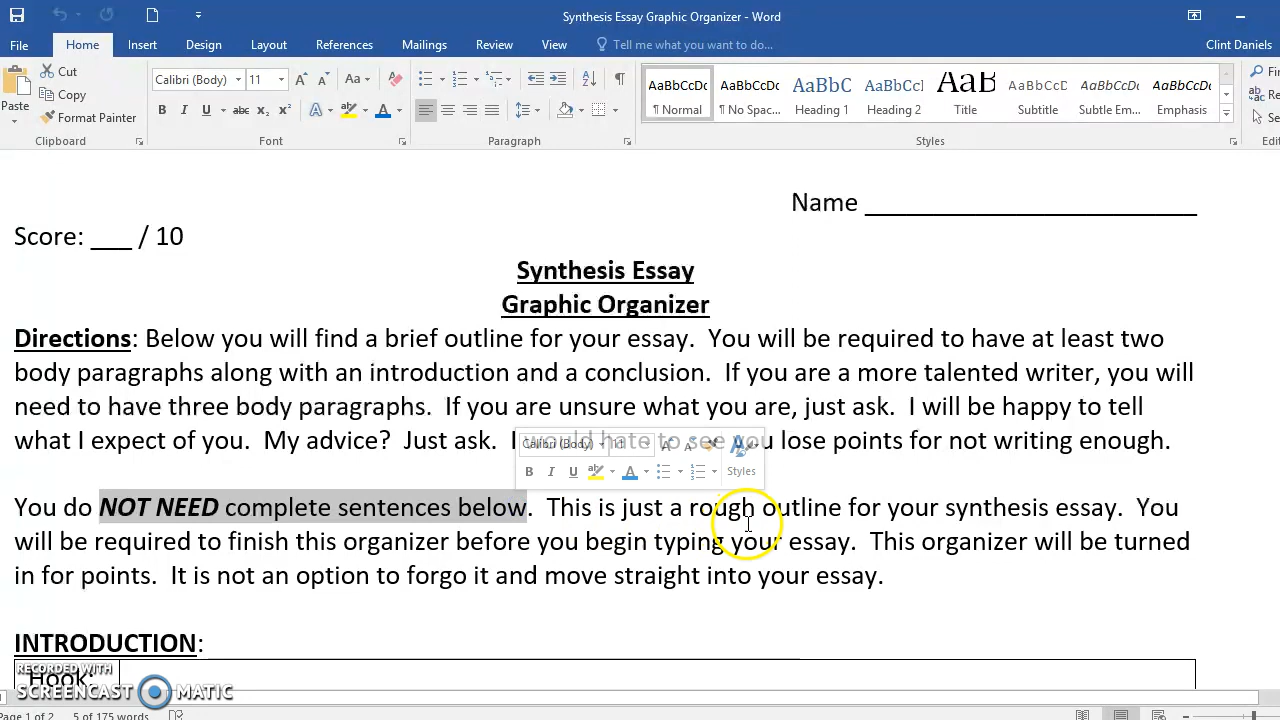 Synthesis Essay Graphic Organizer - Word
File Home Insert Design Layout References Mailings Review View Tell me what you want to do... Clint Daniels
Paste
Cut
Copy
Format Painter
Clipboard
Calibri (Body) 11
Font
Paragraph
AaBbCcDc AaBbCcDc AaBbC AaBbCc AaB AaBbCcD AaBbCcDc AaBbCcDc
¶ Normal ¶ No Spac... Heading 1 Heading 2 Title Subtitle Subtle Em... Emphasis
Styles
Name
Score: ___ / 10
Synthesis Essay
Graphic Organizer
Directions: Below you will find a brief outline for your essay. You will be required to have at least two
body paragraphs along with an introduction and a conclusion. If you are a more talented writer, you will
need to have three body paragraphs. If you are unsure what you are, just ask. I will be happy to tell
what I expect of you. My advice? Just ask. I would hate to see you lose points for not writing enough.
Calibri (Body) 11
Styles
You do NOT NEED complete sentences below. This is just a rough outline for your synthesis essay. You
will be required to finish this organizer before you begin typing your essay. This organizer will be turned
in for points. It is not an option to forgo it and move straight into your essay.
INTRODUCTION:
Hook:
RECORDED WITH
SCREENCAST MATIC
Page 1 of 2 5 of 175 words